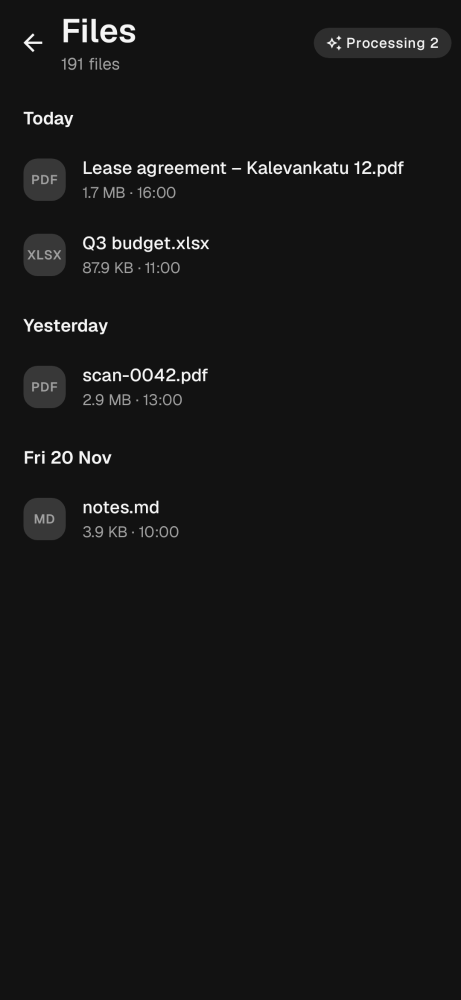 Files
191 files
Processing 2
Today
PDF
Lease agreement – Kalevankatu 12.pdf
1.7 MB · 16:00
XLSX
Q3 budget.xlsx
87.9 KB · 11:00
Yesterday
PDF
scan-0042.pdf
2.9 MB · 13:00
Fri 20 Nov
MD
notes.md
3.9 KB · 10:00